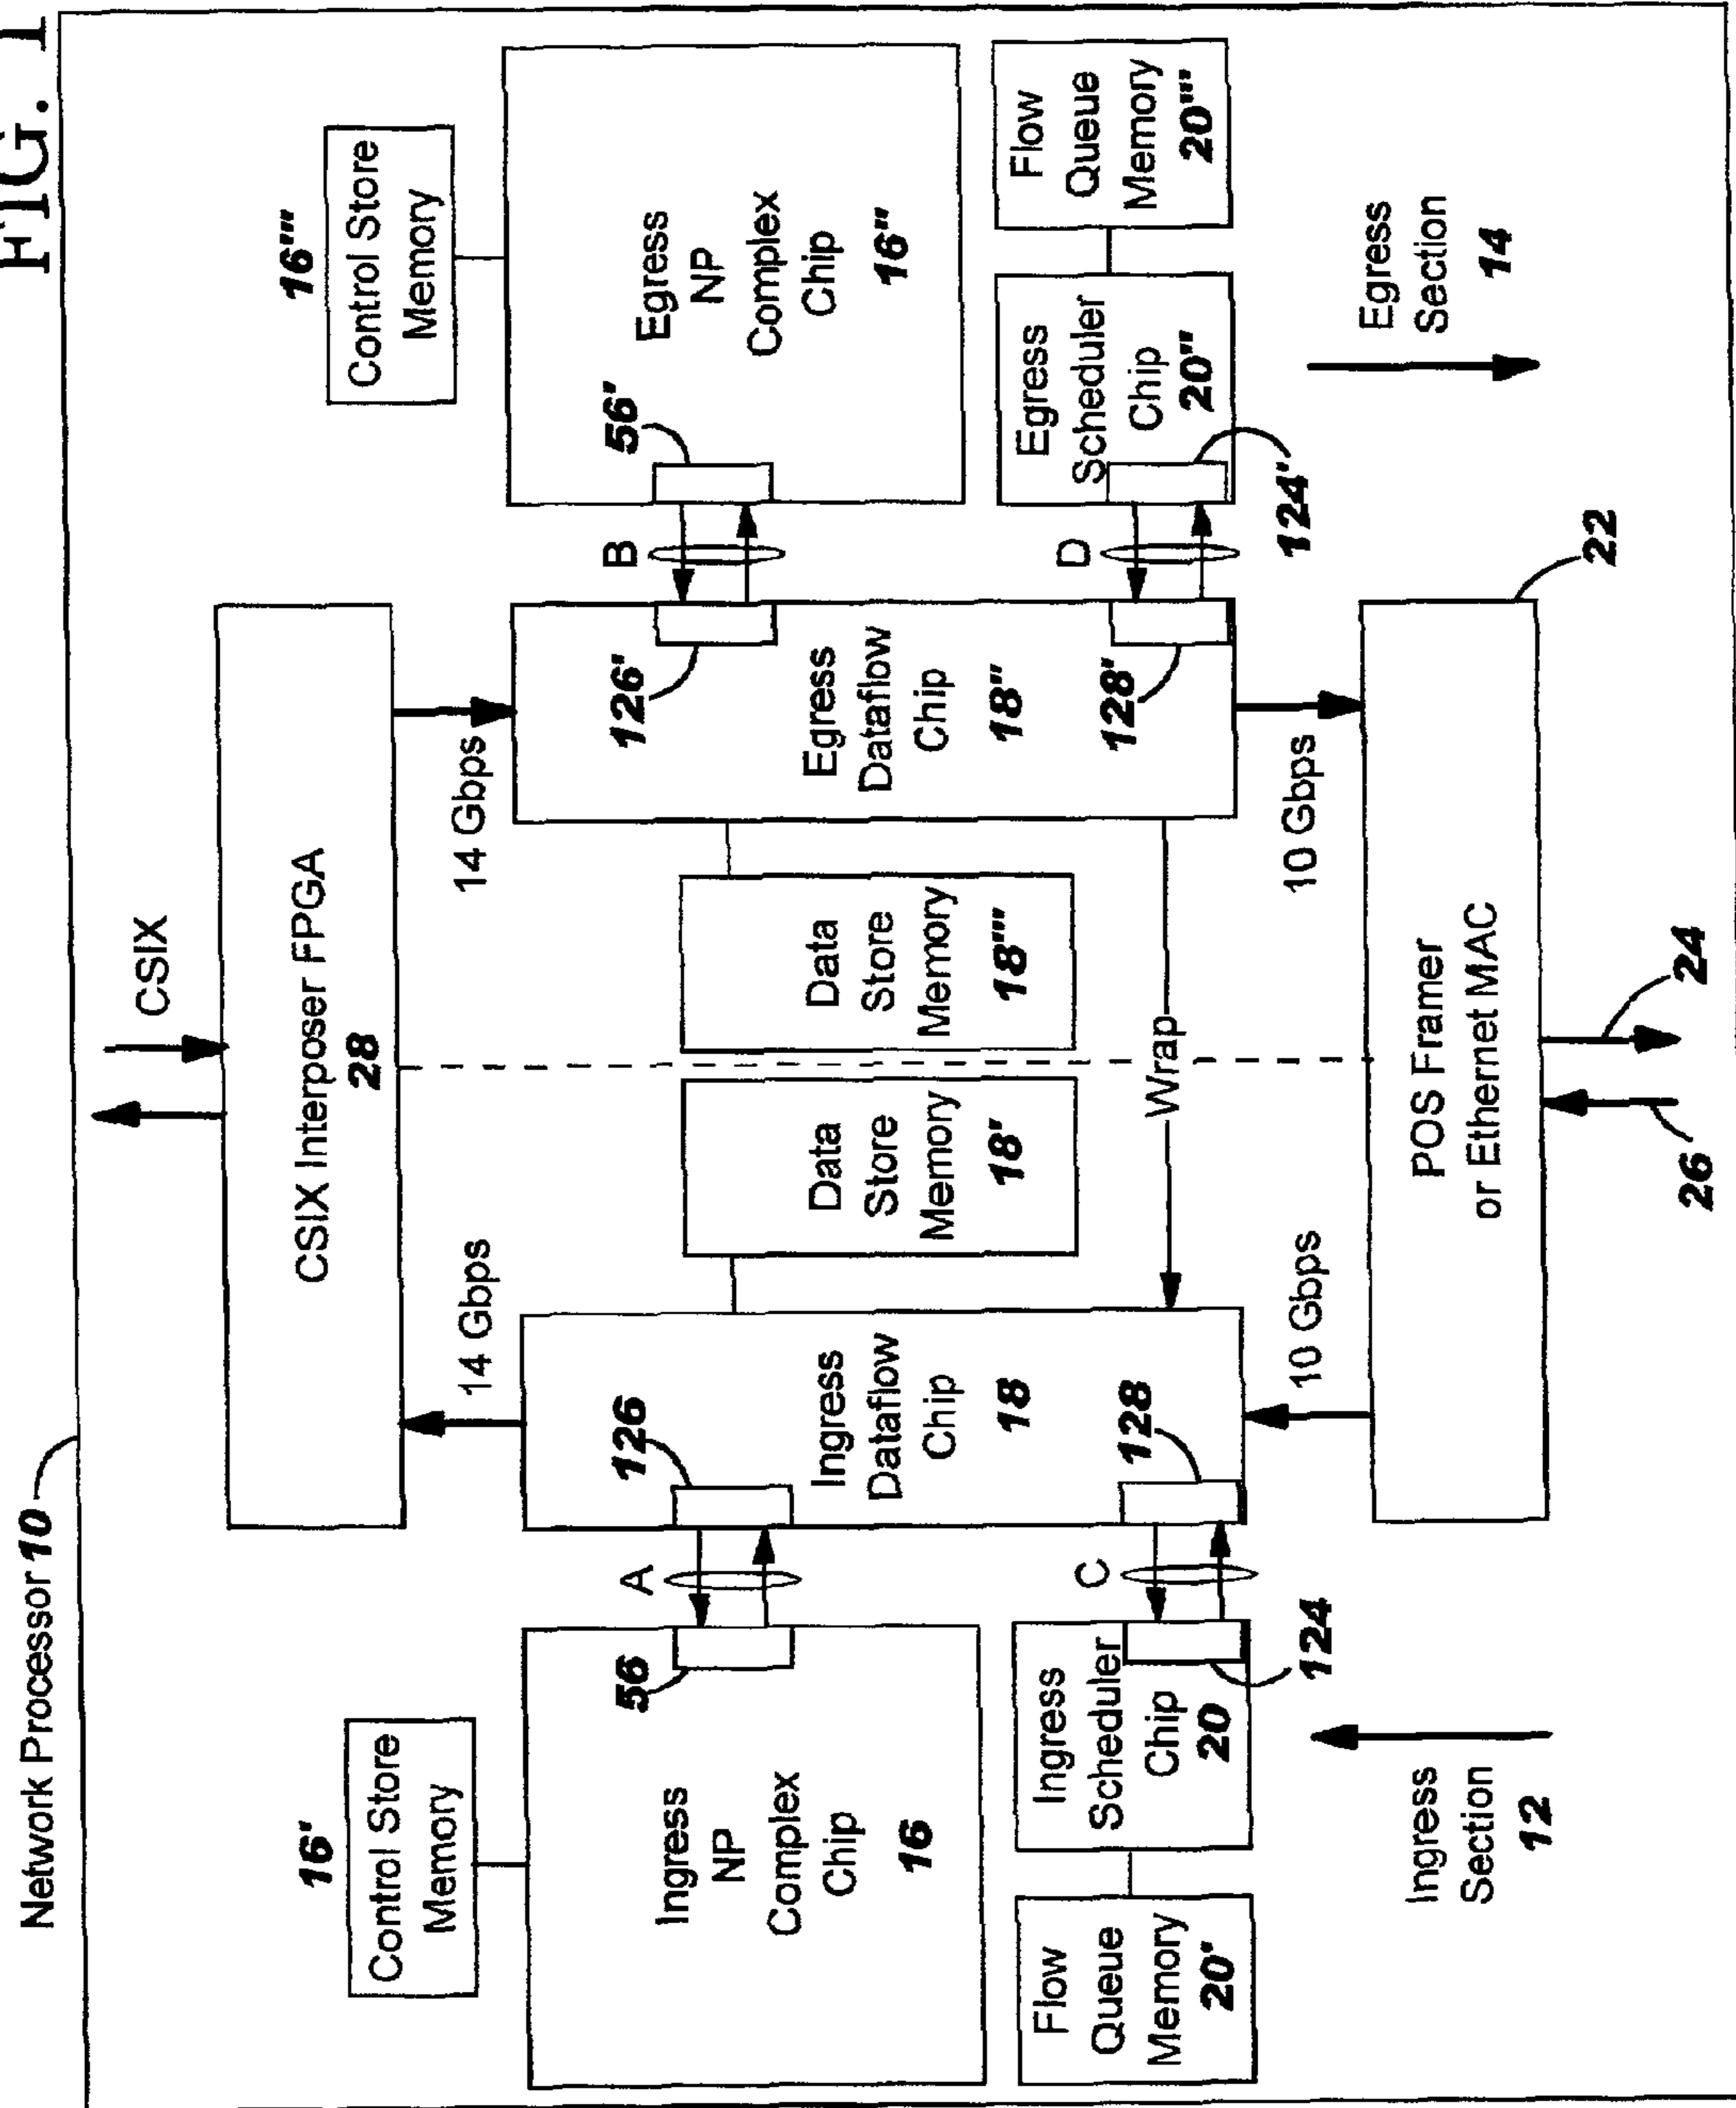 FIG. 1
Network Processor 10
CSIX
CSIX Interposer FPGA
28
14 Gbps
14 Gbps
16'
Control Store
Memory
16'''
Control Store
Memory
Ingress
NP
Complex
Chip
16
56
A
126
Ingress
Dataflow
Chip
18
128
Data
Store
Memory
18'
Data
Store
Memory
18'''
Wrap
126'
Egress
Dataflow
Chip
18''
128'
B
56'
Egress
NP
Complex
Chip
16''
Flow
Queue
Memory
20'
Ingress
Scheduler
Chip
20
124
C
D
Egress
Scheduler
Chip
20''
124'
Flow
Queue
Memory
20'''
Ingress
Section
12
10 Gbps
10 Gbps
Egress
Section
14
POS Framer
or Ethernet MAC
22
26
24